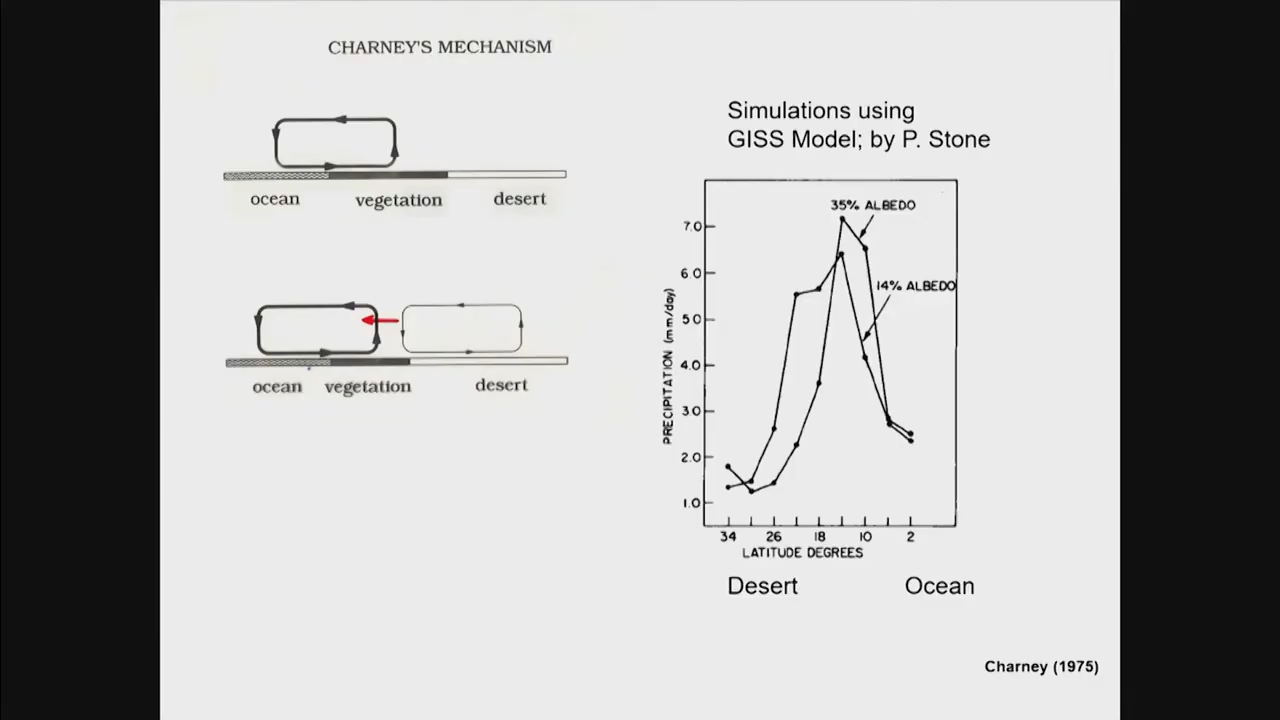 CHARNEY'S MECHANISM
ocean vegetation desert
ocean vegetation desert
Simulations using
GISS Model; by P. Stone
35% ALBEDO
14% ALBEDO
PRECIPITATION (mm/day)
7.0
6.0
5.0
4.0
3.0
2.0
1.0
34 26 18 10 2
LATITUDE DEGREES
Desert Ocean
Charney (1975)